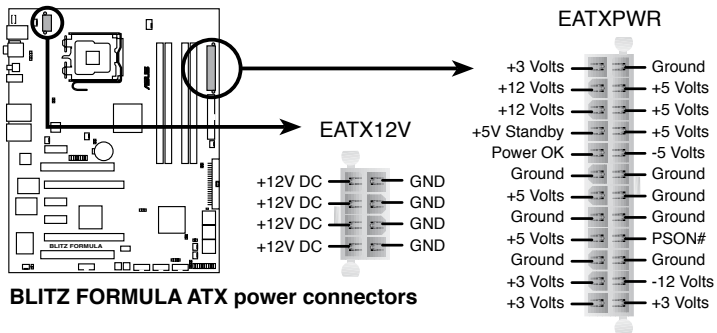 EATXPWR
+3 Volts Ground
+12 Volts +5 Volts
+12 Volts +5 Volts
+5V Standby +5 Volts
Power OK -5 Volts
Ground Ground
+5 Volts Ground
Ground Ground
+5 Volts PSON#
Ground Ground
+3 Volts -12 Volts
+3 Volts +3 Volts
EATX12V
+12V DC GND
+12V DC GND
+12V DC GND
+12V DC GND
ASUS
BLITZ FORMULA
BLITZ FORMULA ATX power connectors